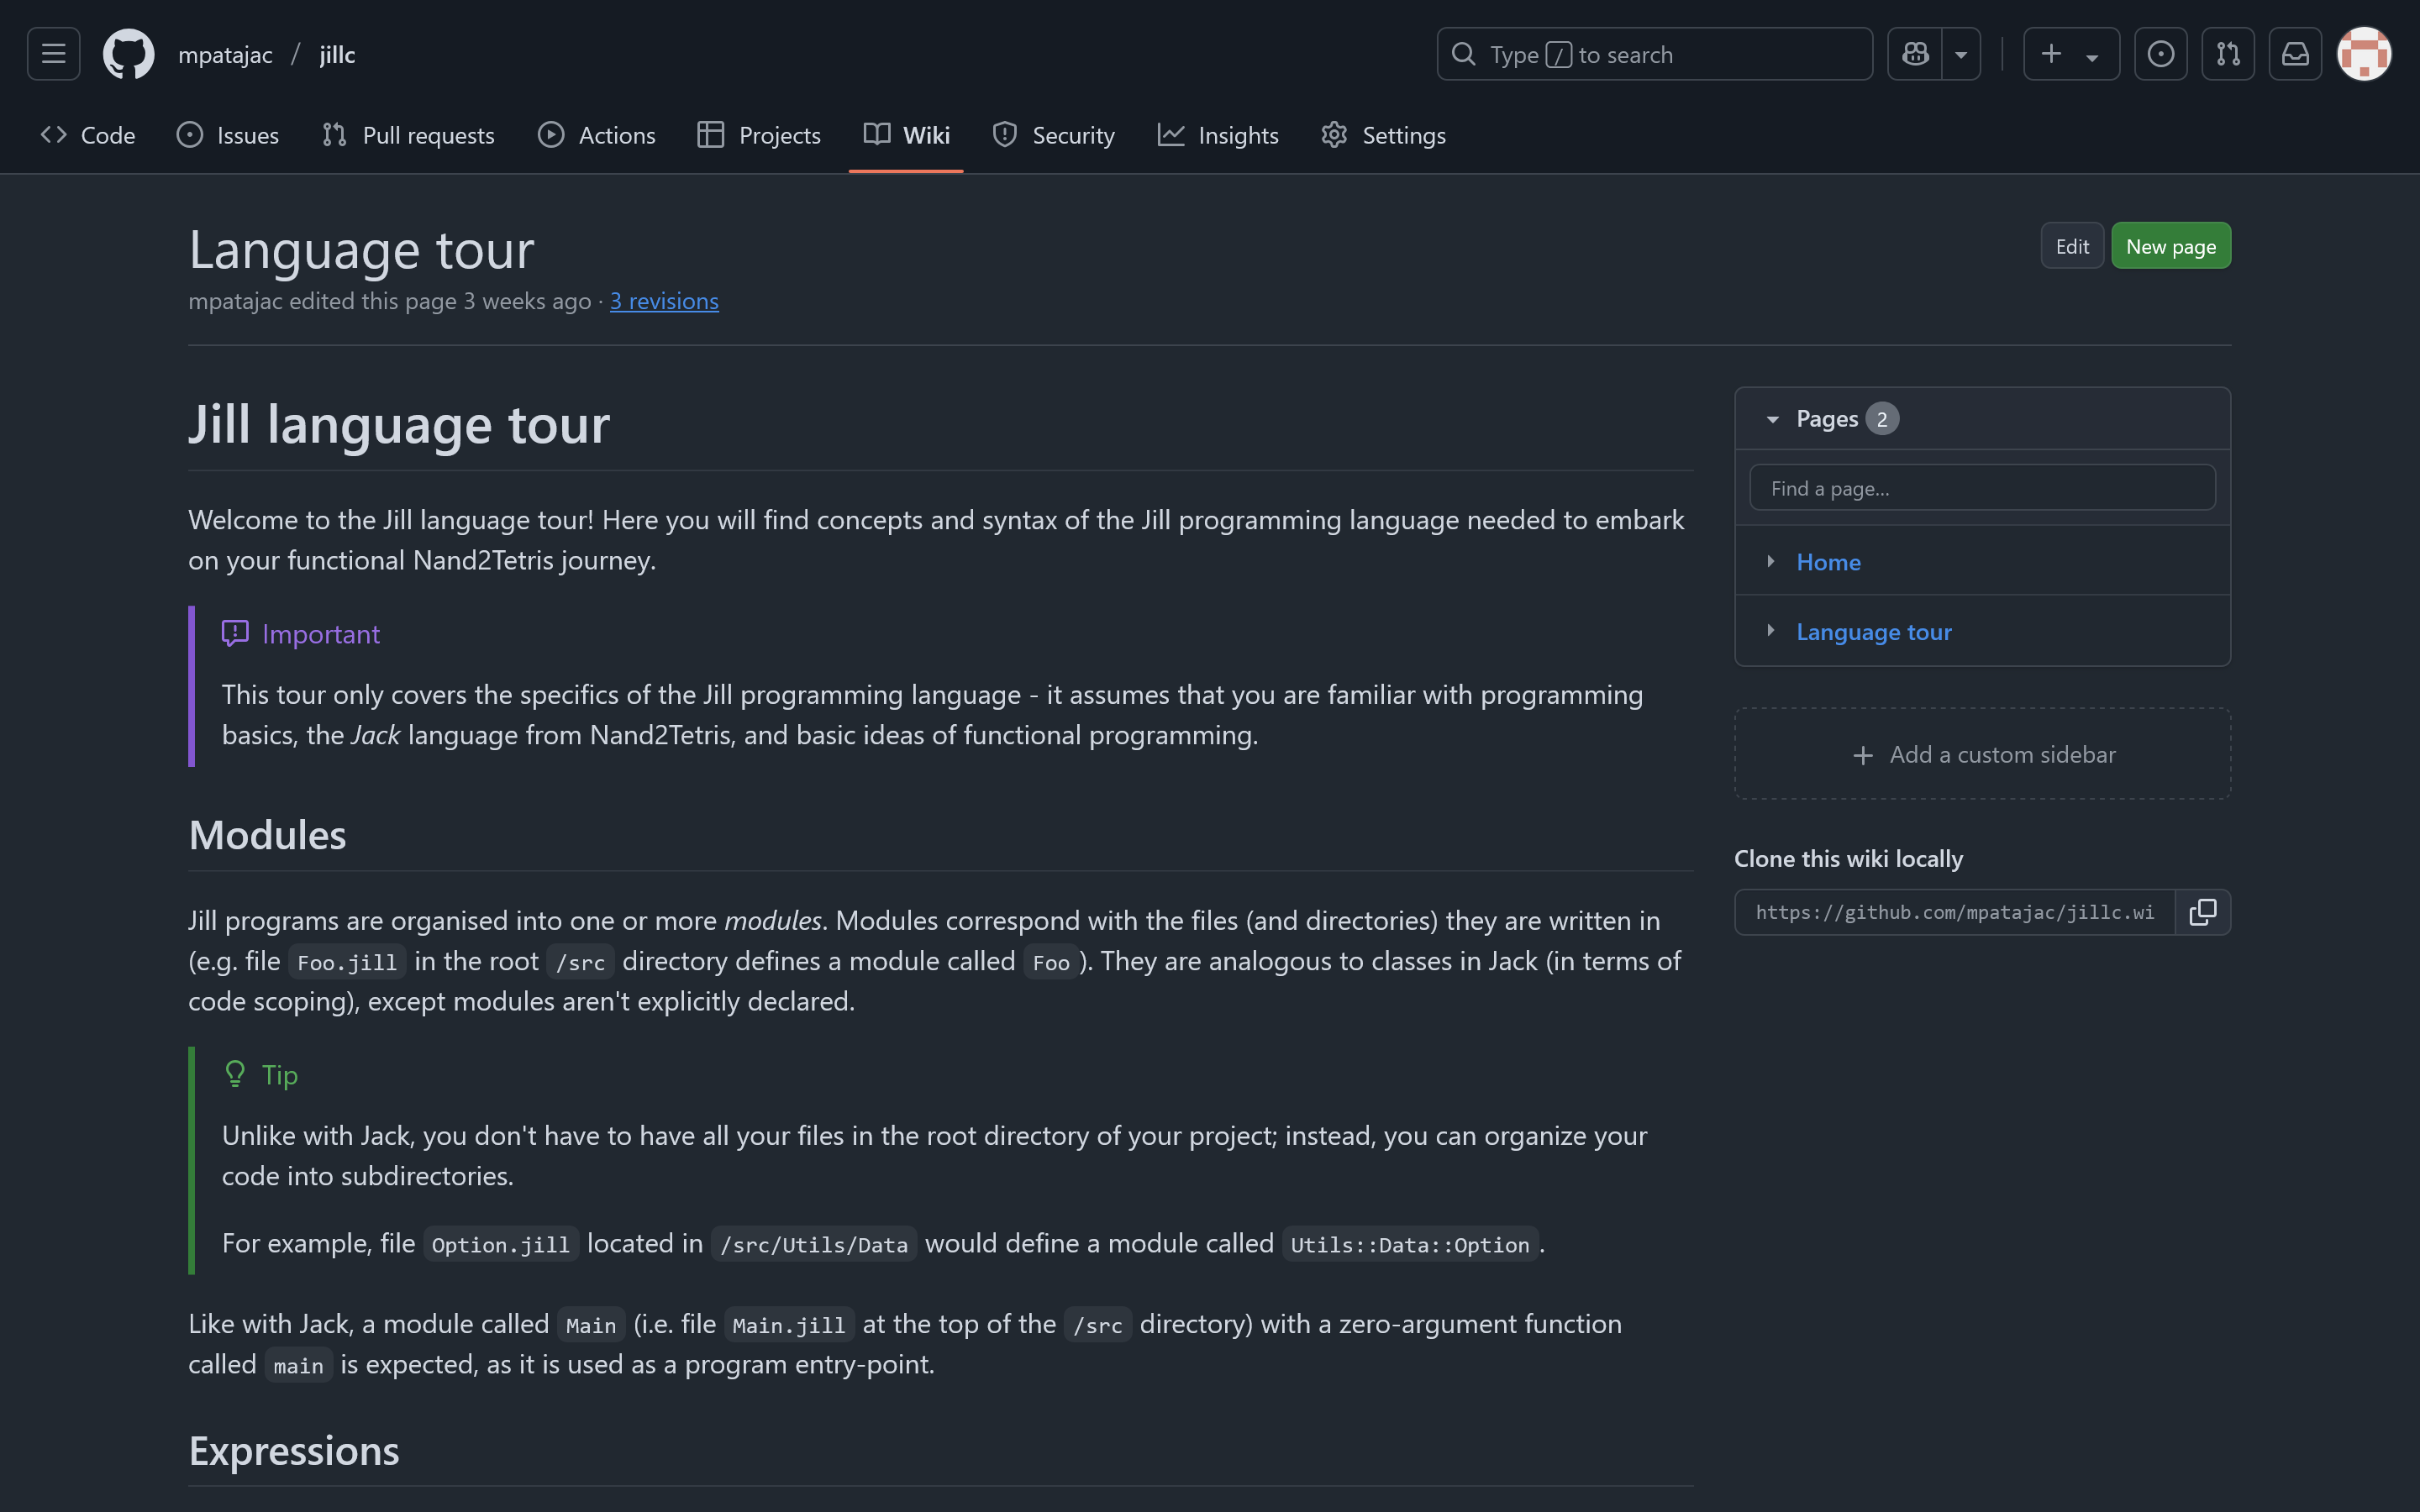 mpatajac / jillc
Type / to search
Code
Issues
Pull requests
Actions
Projects
Wiki
Security
Insights
Settings
Language tour
Edit
New page
mpatajac edited this page 3 weeks ago · 3 revisions
Jill language tour
Welcome to the Jill language tour! Here you will find concepts and syntax of the Jill programming language needed to embark
on your functional Nand2Tetris journey.
Important
This tour only covers the specifics of the Jill programming language - it assumes that you are familiar with programming
basics, the Jack language from Nand2Tetris, and basic ideas of functional programming.
Modules
Jill programs are organised into one or more modules. Modules correspond with the files (and directories) they are written in
(e.g. file Foo.jill in the root /src directory defines a module called Foo). They are analogous to classes in Jack (in terms of
code scoping), except modules aren't explicitly declared.
Tip
Unlike with Jack, you don't have to have all your files in the root directory of your project; instead, you can organize your
code into subdirectories.
For example, file Option.jill located in /src/Utils/Data would define a module called Utils::Data::Option.
Like with Jack, a module called Main (i.e. file Main.jill at the top of the /src directory) with a zero-argument function
called main is expected, as it is used as a program entry-point.
Expressions
Pages 2
Find a page...
Home
Language tour
Add a custom sidebar
Clone this wiki locally
https://github.com/mpatajac/jillc.wi